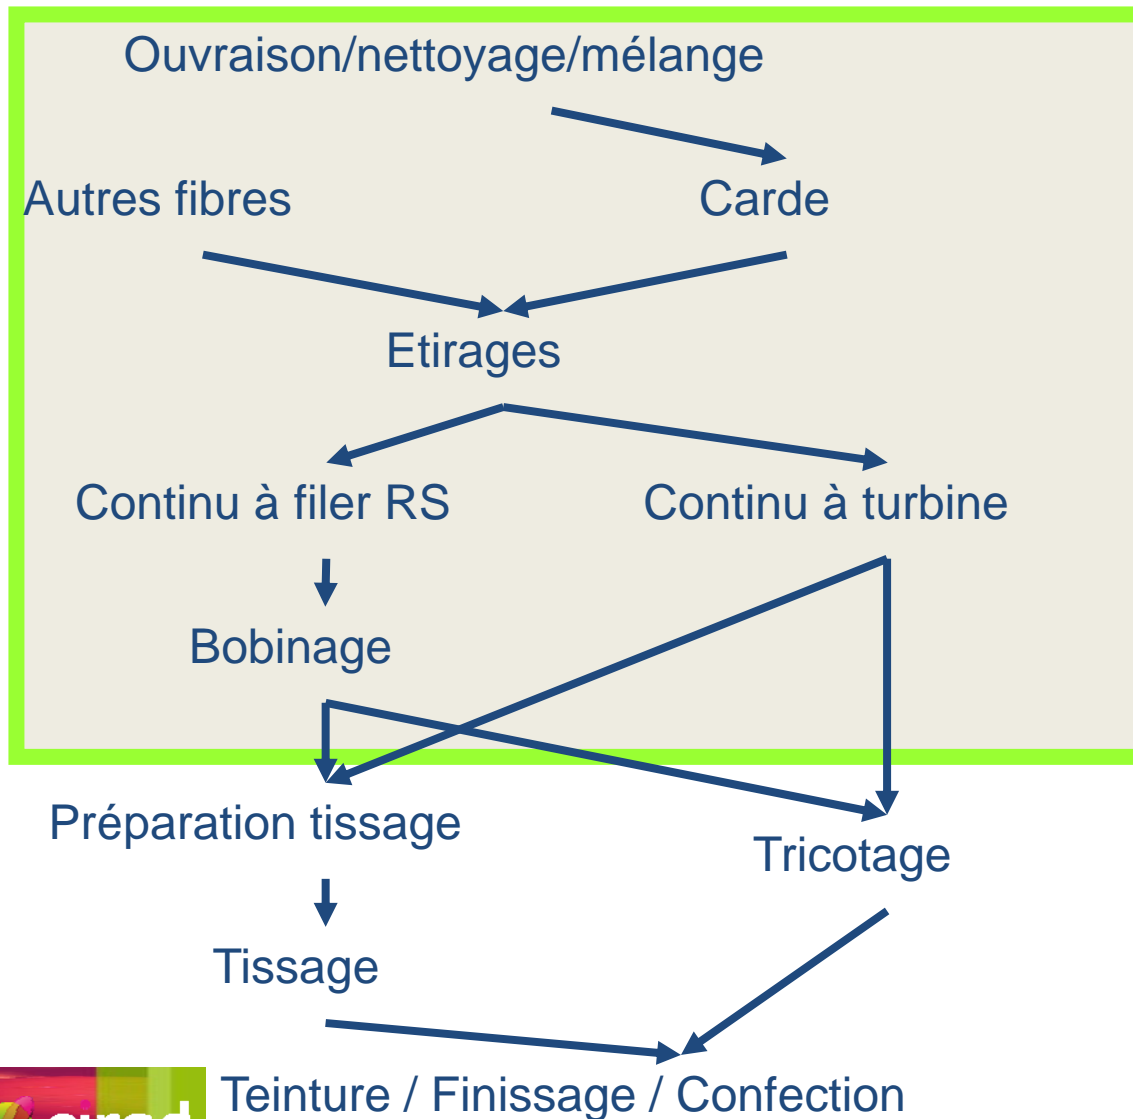 Ouvraison/nettoyage/mélange
Autres fibres
Carde
Etirages
Continu à filer RS
Continu à turbine
Bobinage
Préparation tissage
Tricotage
Tissage
Teinture / Finissage / Confection